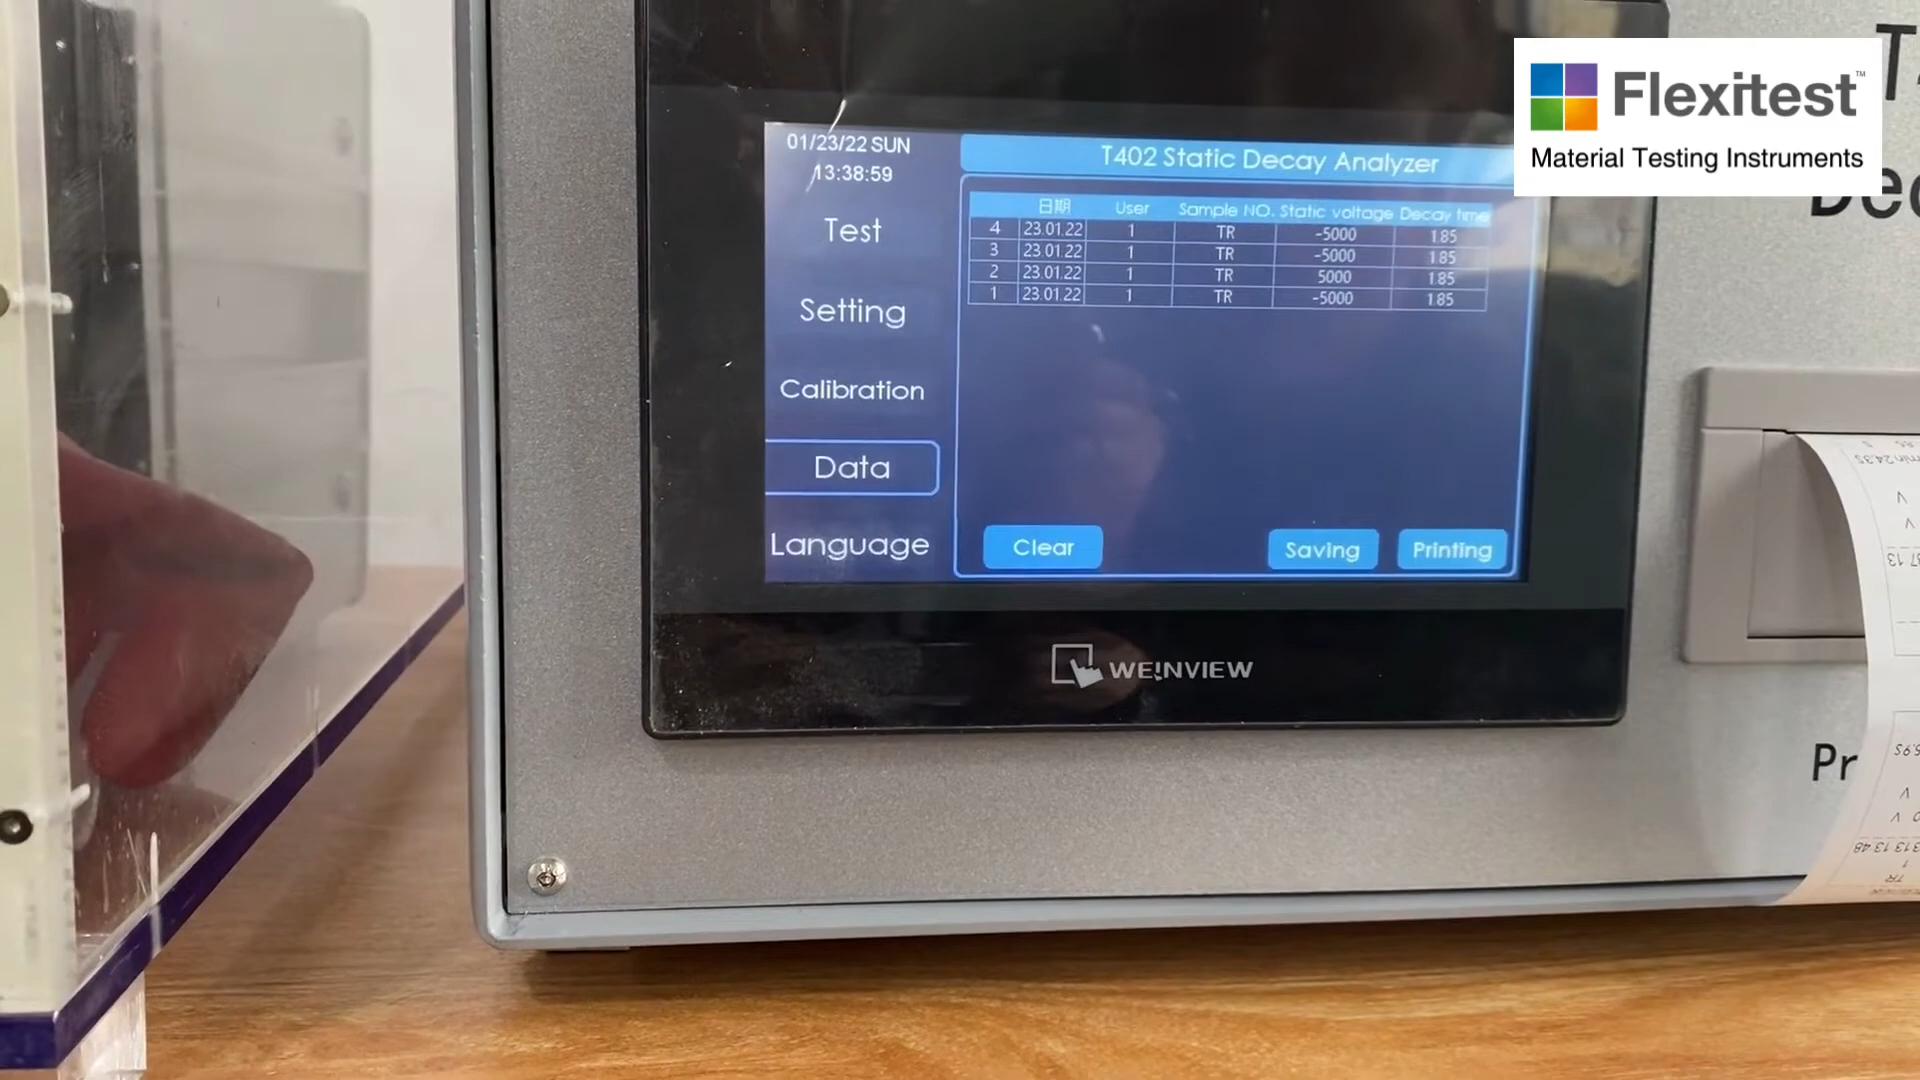 Flexitest™
Material Testing Instruments
01/23/22 SUN
13:38:59
T402 Static Decay Analyzer
Test
Setting
Calibration
Data
Language
日期 User Sample NO. Static voltage Decay time
4 23.01.22 1 TR -5000 1.85
3 23.01.22 1 TR -5000 1.85
2 23.01.22 1 TR 5000 1.85
1 23.01.22 1 TR -5000 1.85
Clear Saving Printing
WEINVIEW
Pr